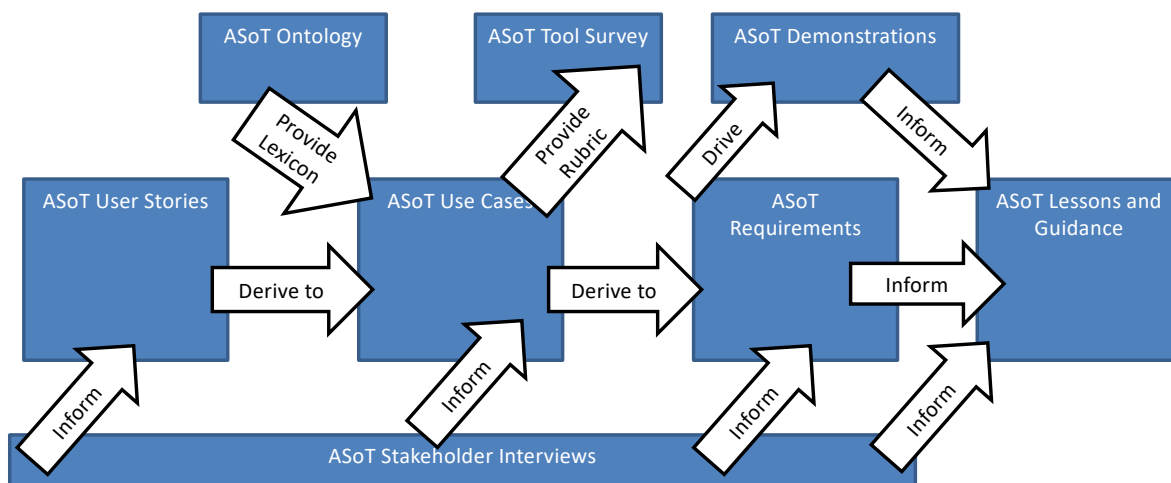 ASoT Ontology
ASoT Tool Survey
ASoT Demonstrations
Provide
Lexicon
Provide
Rubric
Drive
Inform
ASoT User Stories
ASoT Use Cases
ASoT
Requirements
ASoT Lessons and
Guidance
Derive to
Derive to
Inform
Inform
Inform
Inform
Inform
ASoT Stakeholder Interviews